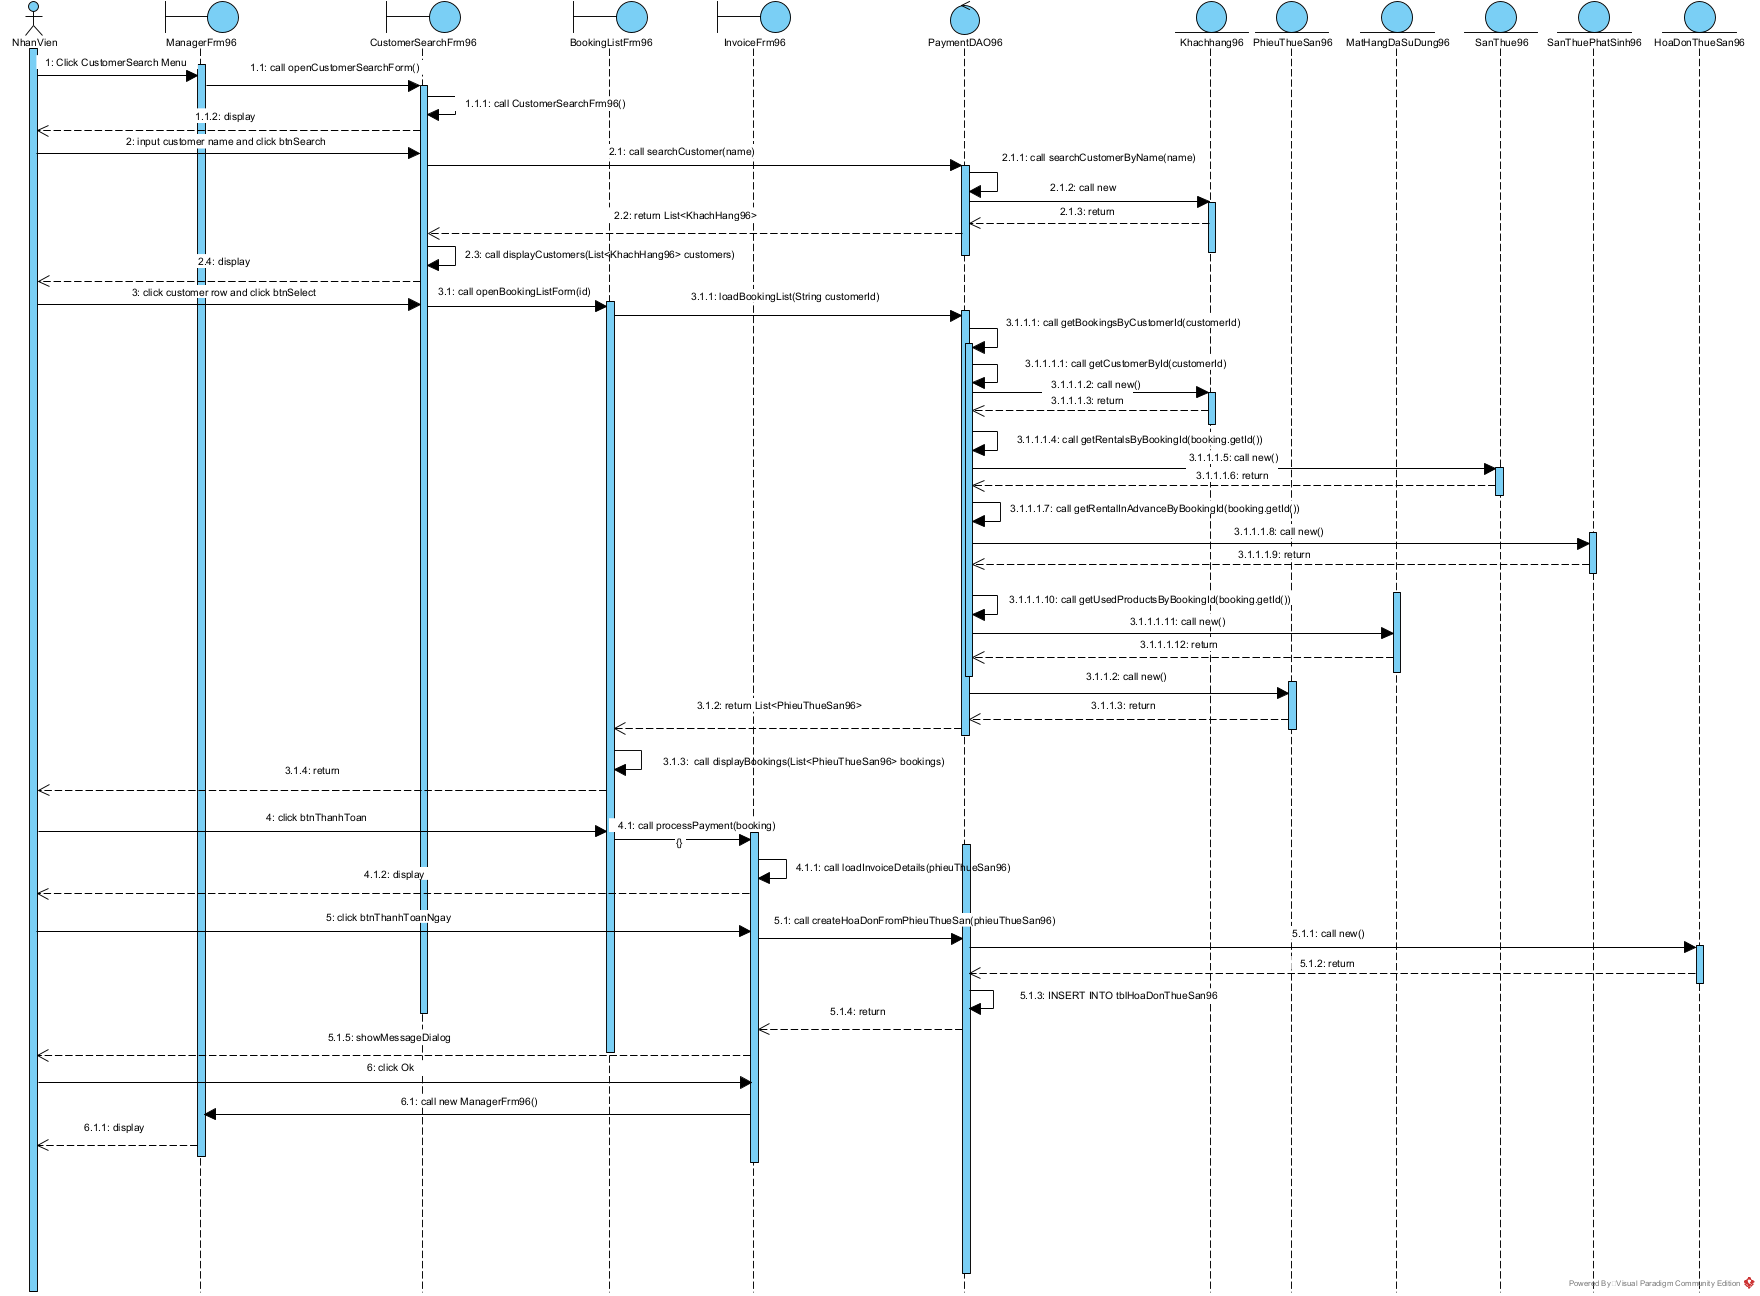 NhanVien
ManagerFrm96
CustomerSearchFrm96
BookingListFrm96
InvoiceFrm96
PaymentDAO96
Khachhang96
PhieuThueSan96
MatHangDaSuDung96
SanThue96
SanThuePhatSinh96
HoaDonThueSan96
1: Click CustomerSearch Menu
1.1: call openCustomerSearchForm()
1.1.1: call CustomerSearchFrm96()
1.1.2: display
2: input customer name and click btnSearch
2.1: call searchCustomer(name)
2.1.1: call searchCustomerByName(name)
2.1.2: call new
2.1.3: return
2.2: return List<KhachHang96>
2.3: call displayCustomers(List<KhachHang96> customers)
2.4: display
3: click customer row and click btnSelect
3.1: call openBookingListForm(id)
3.1.1: loadBookingList(String customerId)
3.1.1.1: call getBookingsByCustomerId(customerId)
3.1.1.1.1: call getCustomerById(customerId)
3.1.1.1.2: call new()
3.1.1.1.3: return
3.1.1.1.4: call getRentalsByBookingId(booking.getId())
3.1.1.1.5: call new()
3.1.1.1.6: return
3.1.1.1.7: call getRentalInAdvanceByBookingId(booking.getId())
3.1.1.1.8: call new()
3.1.1.1.9: return
3.1.1.1.10: call getUsedProductsByBookingId(booking.getId())
3.1.1.1.11: call new()
3.1.1.1.12: return
3.1.1.2: call new()
3.1.1.3: return
3.1.2: return List<PhieuThueSan96>
3.1.3:  call displayBookings(List<PhieuThueSan96> bookings)
3.1.4: return
4: click btnThanhToan
4.1: call processPayment(booking)
{}
4.1.1: call loadInvoiceDetails(phieuThueSan96)
4.1.2: display
5: click btnThanhToanNgay
5.1: call createHoaDonFromPhieuThueSan(phieuThueSan96)
5.1.1: call new()
5.1.2: return
5.1.3: INSERT INTO tblHoaDonThueSan96
5.1.4: return
5.1.5: showMessageDialog
6: click Ok
6.1: call new ManagerFrm96()
6.1.1: display
Powered By Visual Paradigm Community Edition